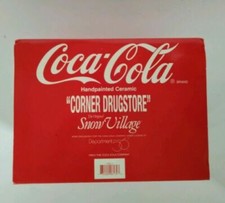 Coca-Cola
Handpainted Ceramic
"CORNER DRUGSTORE"
Snow Village
Department 56